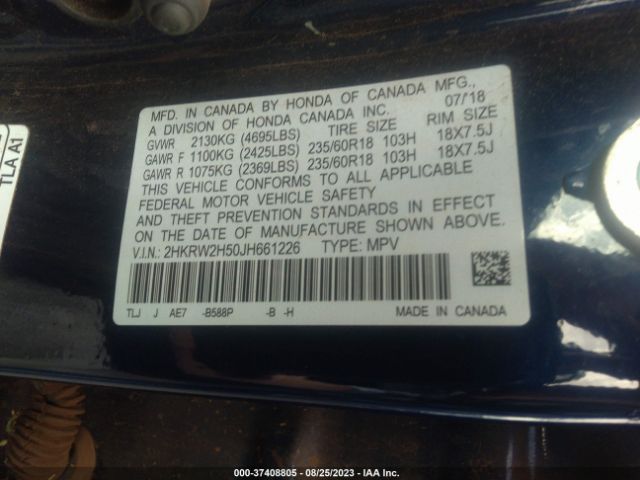 MFD. IN CANADA BY HONDA OF CANADA MFG.,
A DIVISION OF HONDA CANADA INC. 07/18
GVWR 2130KG (4695LBS) TIRE SIZE RIM SIZE
GAWR F 1100KG (2425LBS) 235/60R18 103H 18X7.5J
GAWR R 1075KG (2369LBS) 235/60R18 103H 18X7.5J
THIS VEHICLE CONFORMS TO ALL APPLICABLE
FEDERAL MOTOR VEHICLE SAFETY
AND THEFT PREVENTION STANDARDS IN EFFECT
ON THE DATE OF MANUFACTURE SHOWN ABOVE.
V.I.N.: 2HKRW2H50JH661226 TYPE: MPV
TLJ J AE7 -B588P -B -H MADE IN CANADA
TLA A1
000-37408805 - 08/25/2023 - IAA Inc.